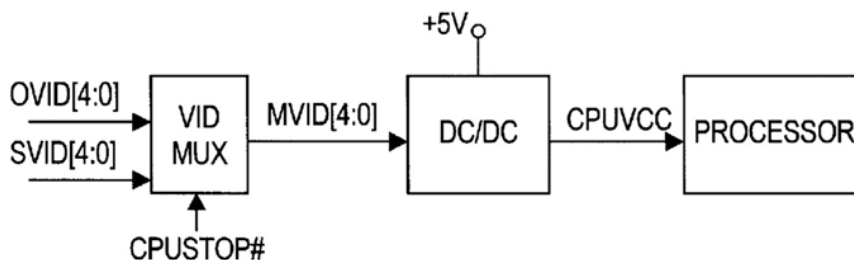 +5V
OVID[4:0]
SVID[4:0]
VID
MUX
MVID[4:0]
DC/DC
CPUVCC
PROCESSOR
CPUSTOP#